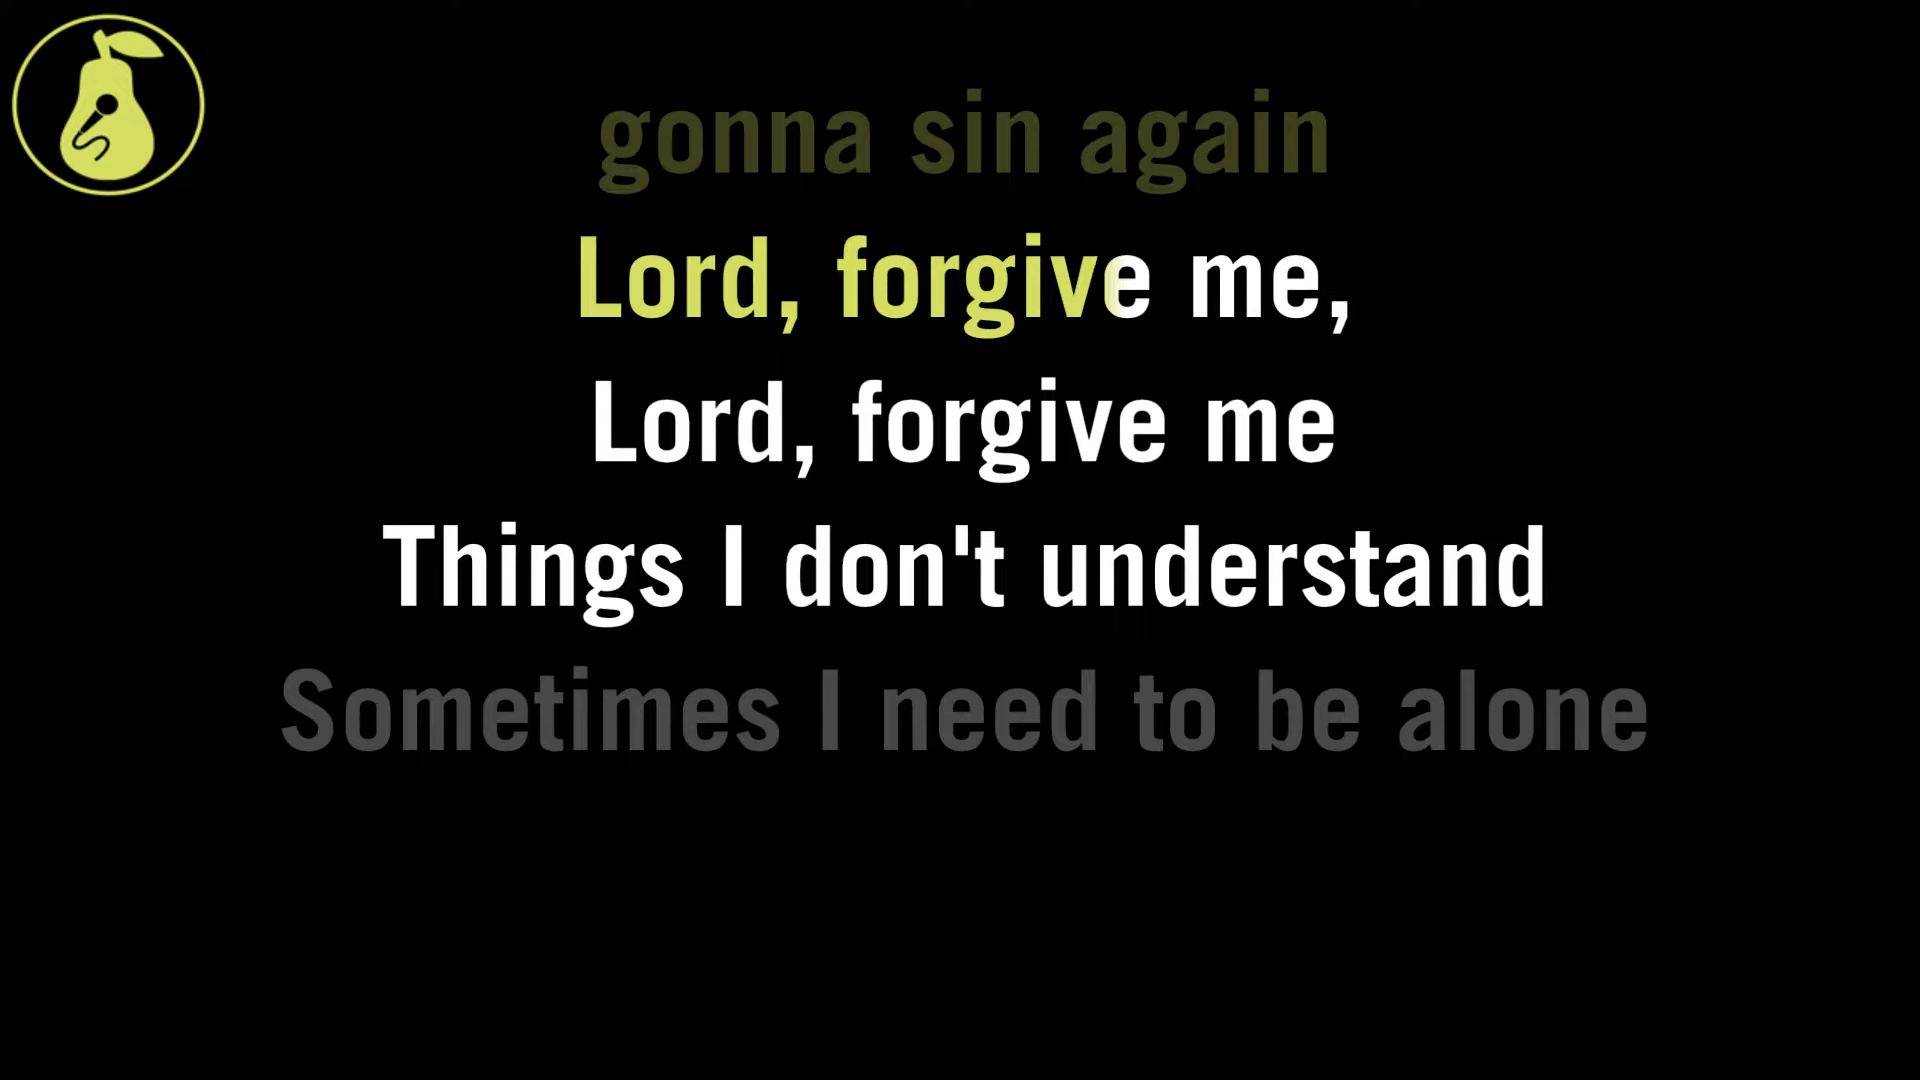 gonna sin again
Lord, forgive me,
Lord, forgive me
Things I don't understand
Sometimes I need to be alone